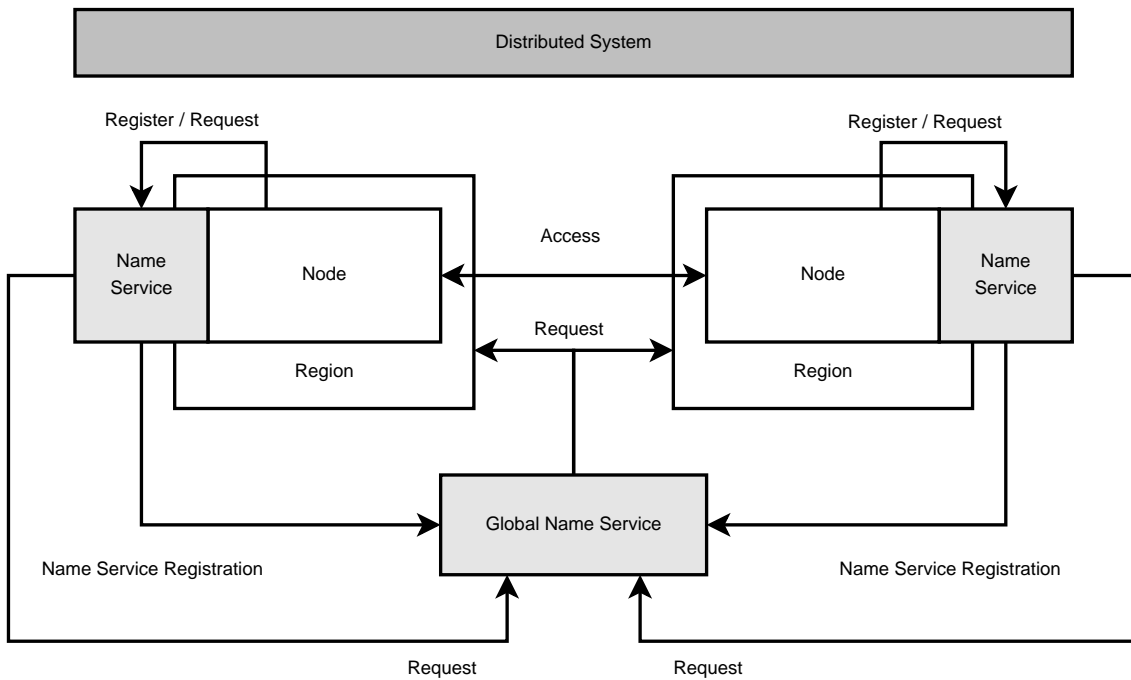 Distributed System
Register / Request
Register / Request
Access
Name
Service
Node
Node
Name
Service
Request
Region
Region
Global Name Service
Name Service Registration
Name Service Registration
Request
Request